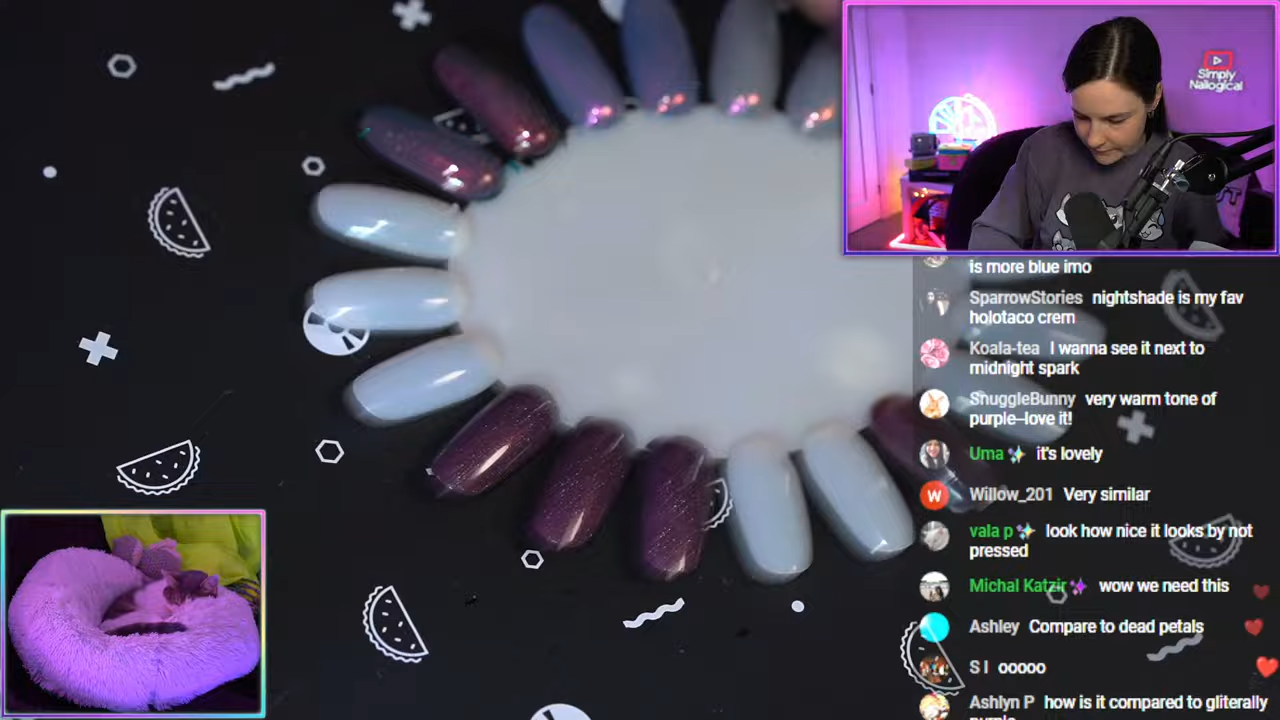 Simply
Nailogical
is more blue imo
SparrowStories nightshade is my fav
holotaco crem
Koala-tea I wanna see it next to
midnight spark
SnuggleBunny very warm tone of
purple–love it!
Uma✨ it's lovely
W Willow_201 Very similar
vala p✨ look how nice it looks by not
pressed
Michal Katzir✨ wow we need this
Ashley Compare to dead petals
S I ooooo
Ashlyn P how is it compared to gliterally